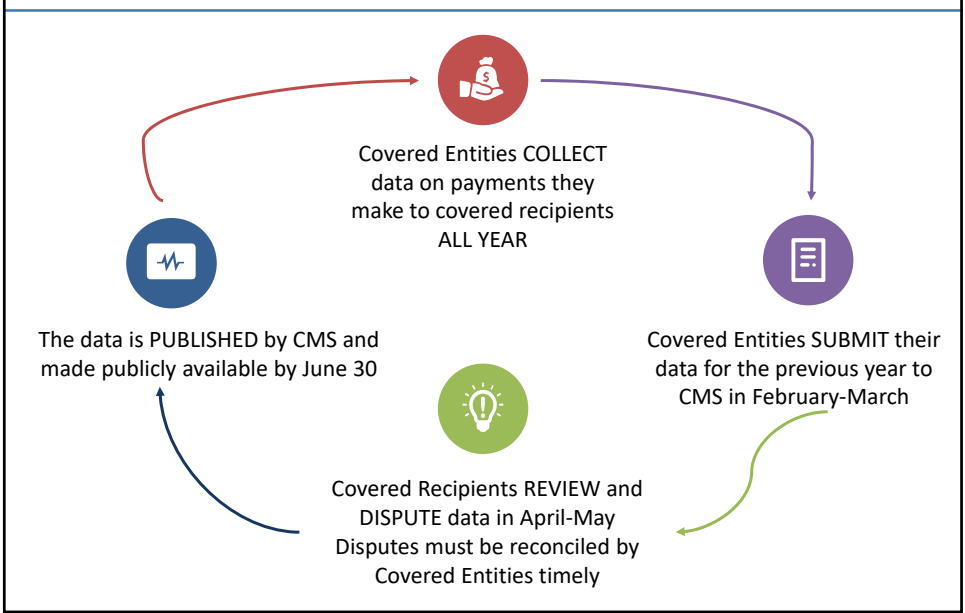 Covered Entities COLLECT
data on payments they
make to covered recipients
ALL YEAR
Covered Entities SUBMIT their
data for the previous year to
CMS in February-March
Covered Recipients REVIEW and
DISPUTE data in April-May
Disputes must be reconciled by
Covered Entities timely
The data is PUBLISHED by CMS and
made publicly available by June 30